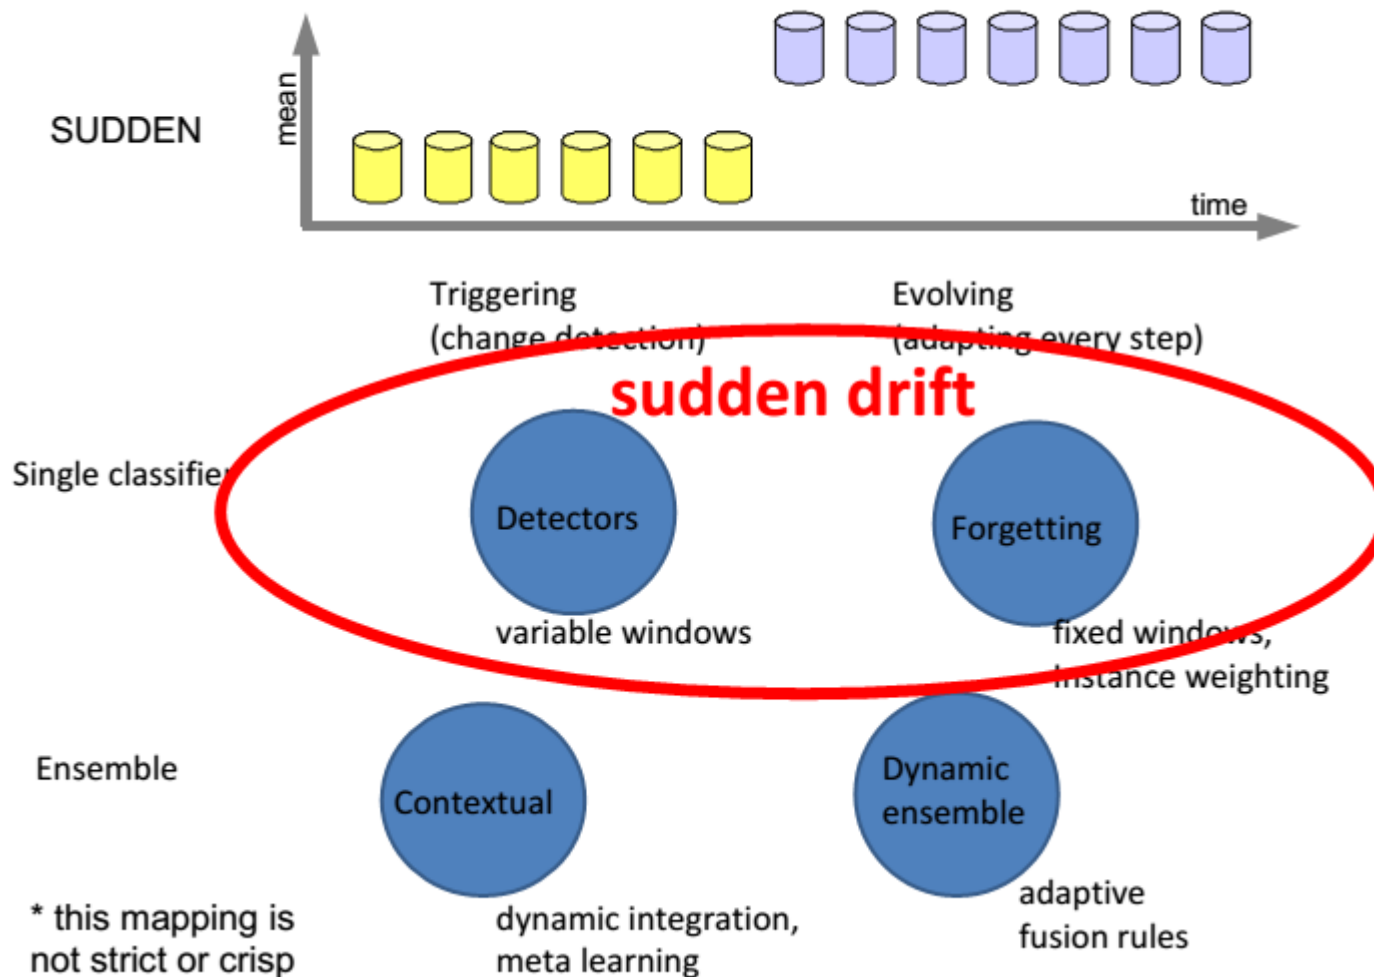 SUDDEN
mean
time
Triggering
(change detection)
Evolving
(adapting every step)
sudden drift
Single classifier
Detectors
Forgetting
variable windows
fixed windows,
instance weighting
Ensemble
Contextual
Dynamic
ensemble
* this mapping is
not strict or crisp
dynamic integration,
meta learning
adaptive
fusion rules